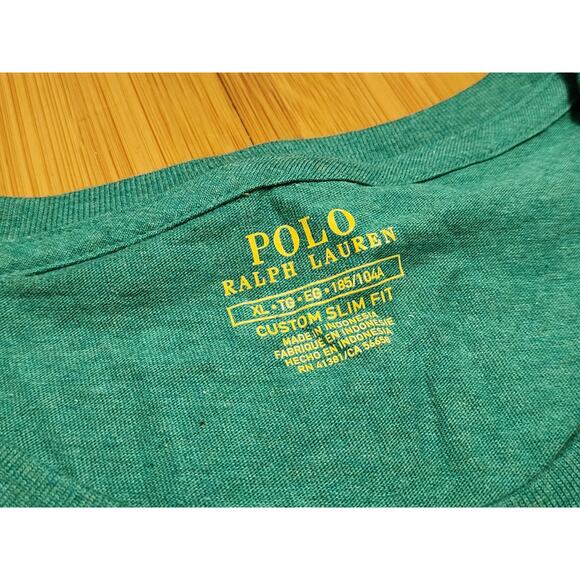 POLO
RALPH LAUREN
XL • TG • EG • 185/104A
CUSTOM SLIM FIT
MADE IN INDONESIA
FABRIQUÉ EN INDONESIE
HECHO EN INDONESIA
RN 41381/CA 56658